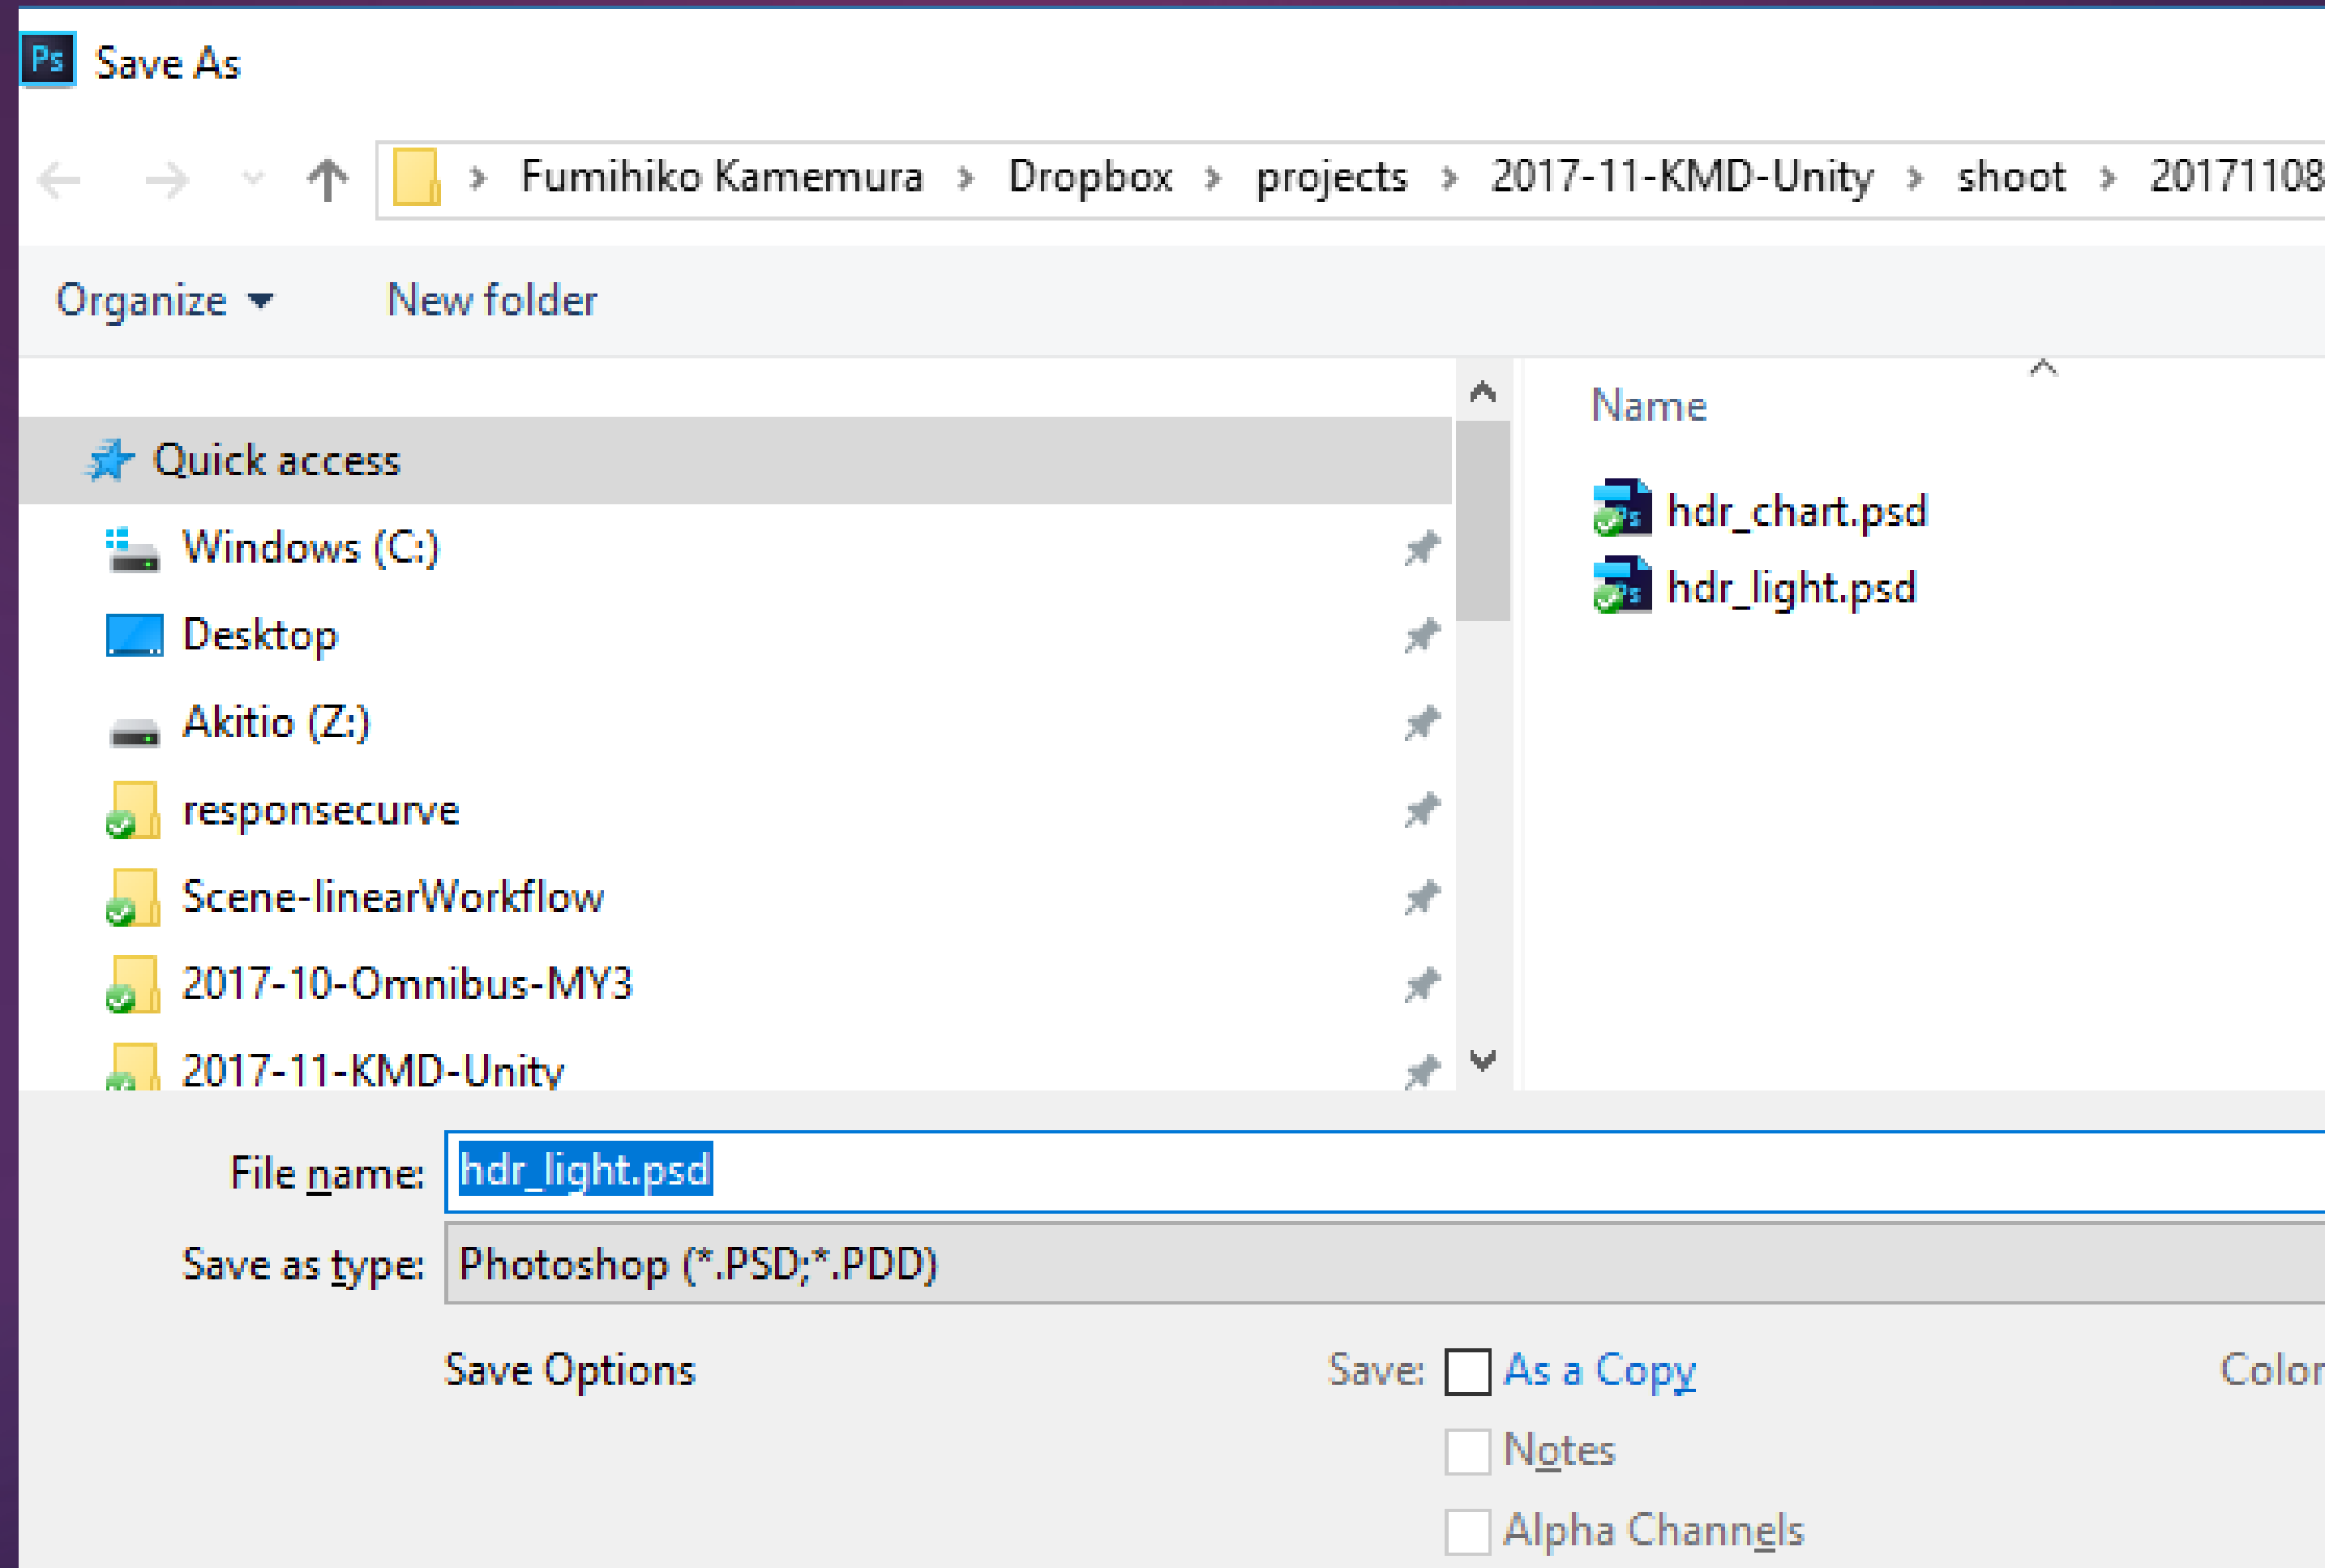 Ps Save As
Fumihiko Kamemura Dropbox projects 2017-11-KMD-Unity shoot 20171108
Organize New folder
Name
Quick access
hdr_chart.psd
Windows (C:)
hdr_light.psd
Desktop
Akitio (Z:)
responsecurve
Scene-linearWorkflow
2017-10-Omnibus-MY3
2017-11-KMD-Unity
File name: hdr_light.psd
Save as type: Photoshop (*.PSD;*.PDD)
Save Options Save: As a Copy Color
Notes
Alpha Channels